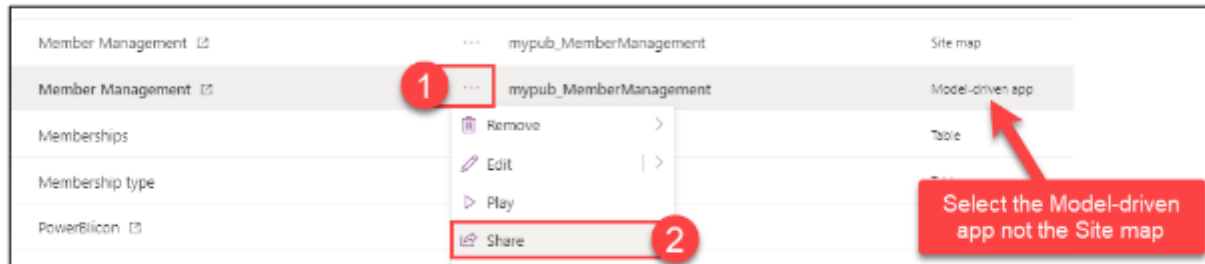 Member Management mypub_MemberManagement Site map
Member Management 1 mypub_MemberManagement Model-driven app
Memberships Remove Table
Membership type Edit
Play
PowerBIicon Share 2
Select the Model-driven
app not the Site map